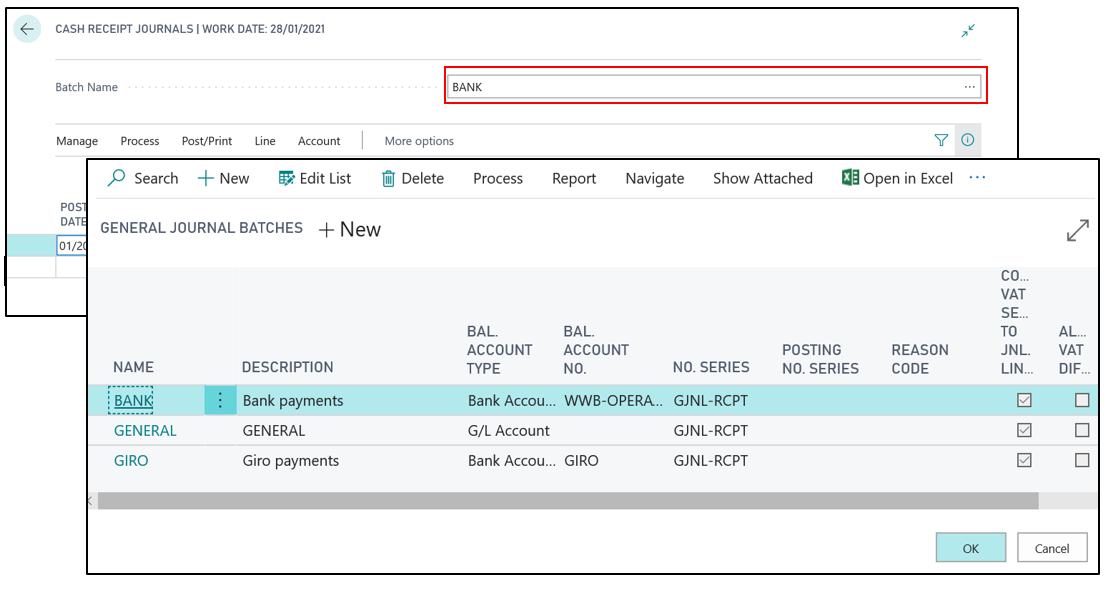 CASH RECEIPT JOURNALS | WORK DATE: 28/01/2021
Batch Name BANK ...
Manage Process Post/Print Line Account More options
POST
DATE
01/20
Search + New Edit List Delete Process Report Navigate Show Attached Open in Excel ...
GENERAL JOURNAL BATCHES + New
NAME DESCRIPTION BAL. ACCOUNT TYPE BAL. ACCOUNT NO. NO. SERIES POSTING NO. SERIES REASON CODE CO... VAT SE... TO JNL. LIN... AL... VAT DIF...
BANK Bank payments Bank Accou... WWB-OPERA... GJNL-RCPT
GENERAL GENERAL G/L Account GJNL-RCPT
GIRO Giro payments Bank Accou... GIRO GJNL-RCPT
OK Cancel